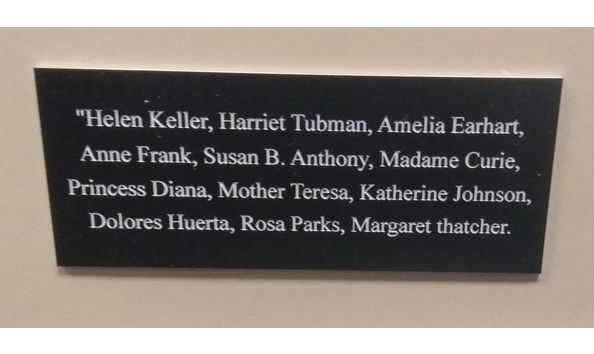 "Helen Keller, Harriet Tubman, Amelia Earhart,
Anne Frank, Susan B. Anthony, Madame Curie,
Princess Diana, Mother Teresa, Katherine Johnson,
Dolores Huerta, Rosa Parks, Margaret thatcher.